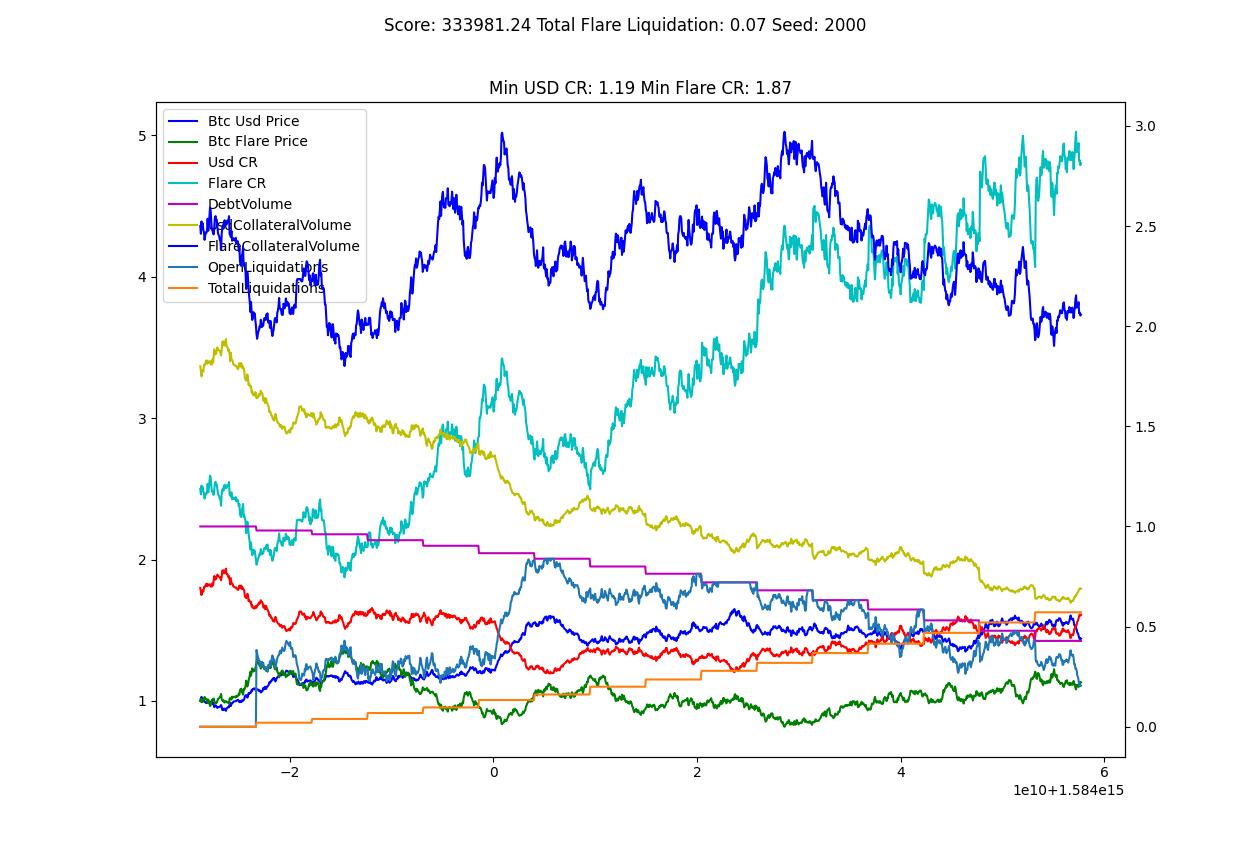 Score: 333981.24 Total Flare Liquidation: 0.07 Seed: 2000
Min USD CR: 1.19 Min Flare CR: 1.87
Btc Usd Price
Btc Flare Price
Usd CR
Flare CR
DebtVolume
UsdCollateralVolume
FlareCollateralVolume
OpenLiquidations
TotalLiquidations
5
4
3
2
1
3.0
2.5
2.0
1.5
1.0
0.5
0.0
−2
0
2
4
6
1e10+1.584e15